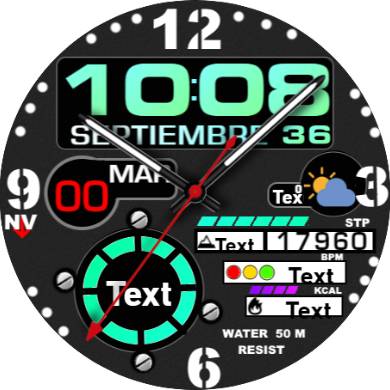 12
10:08
SEPTIEMBRE 36
MAR
00
9
3
Tex
NV
STP
Text
17960
BPM
Text
KCAL
Text
Text
WATER 50 M
RESIST
6